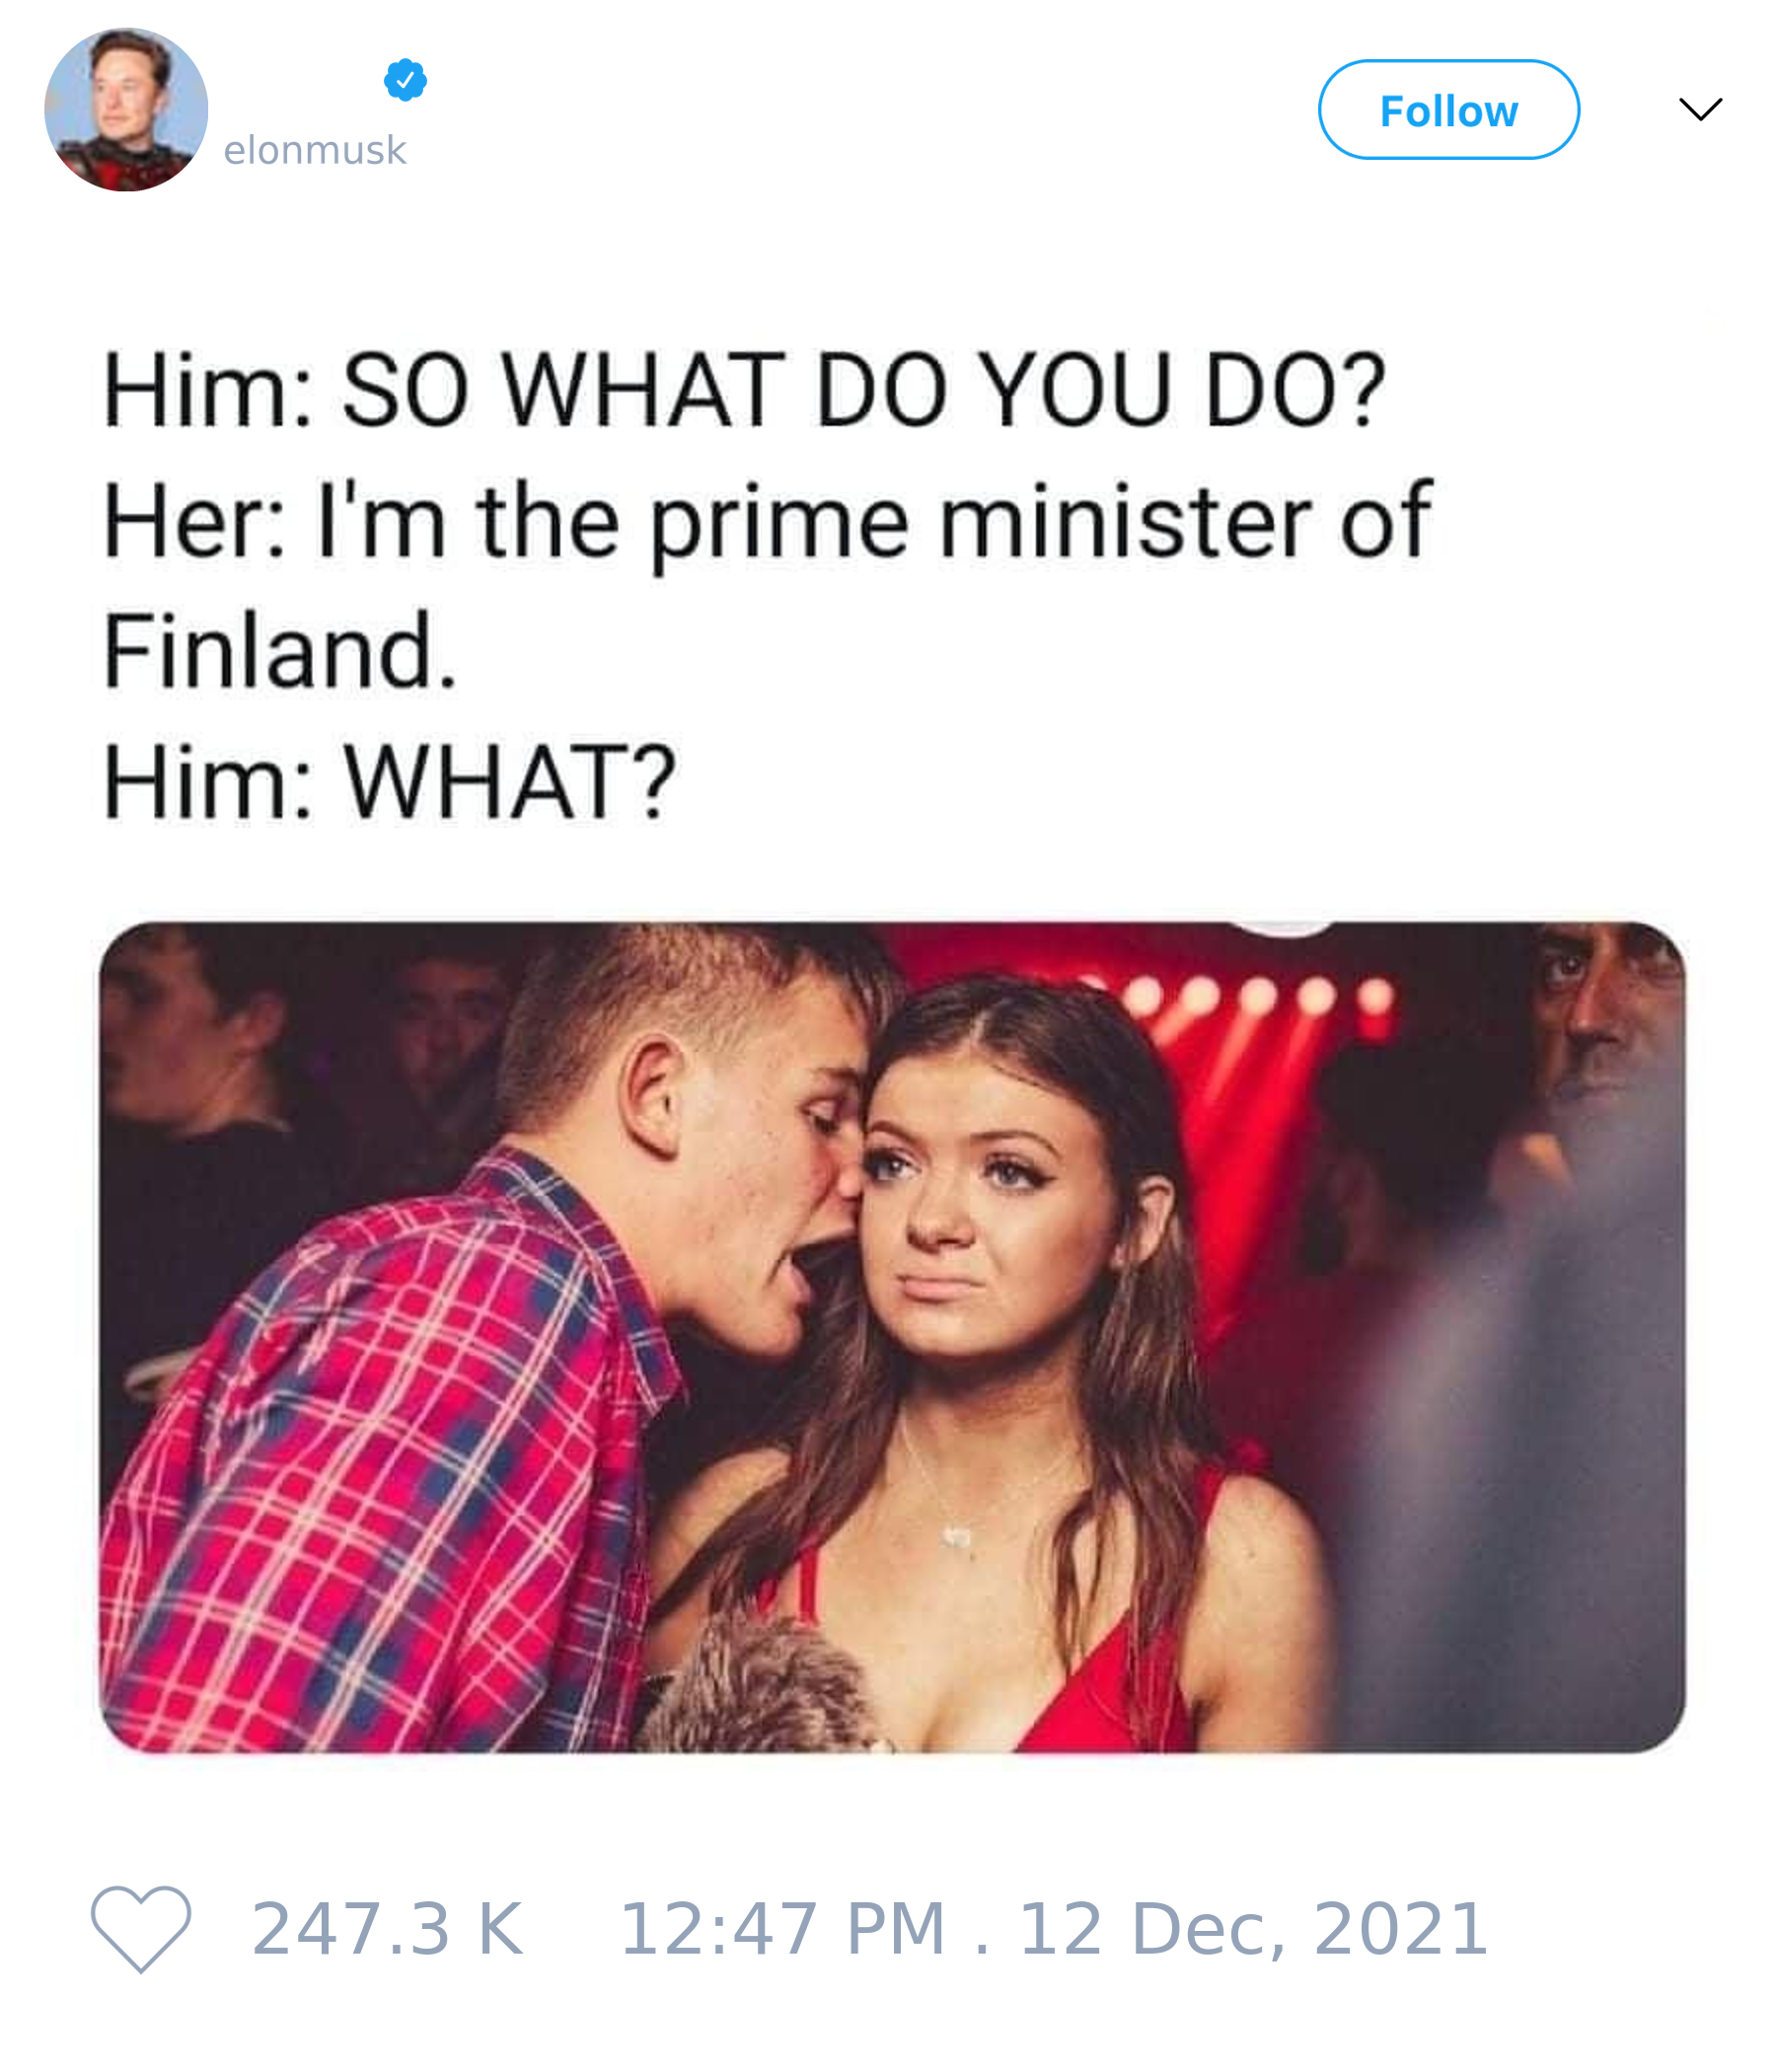 elonmusk
Follow
Him: SO WHAT DO YOU DO?
Her: I'm the prime minister of
Finland.
Him: WHAT?
247.3 K 12:47 PM . 12 Dec, 2021